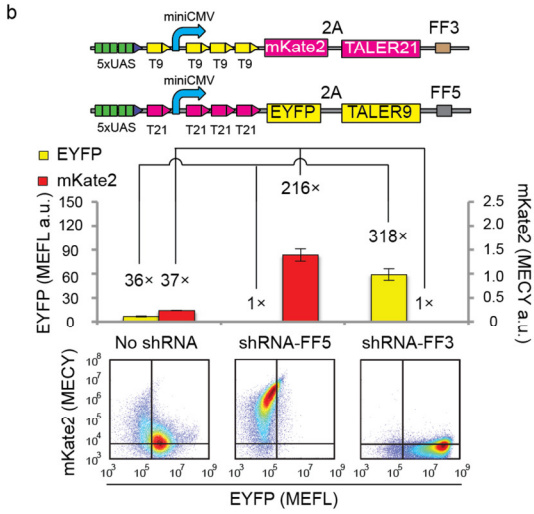 b
miniCMV
2A
FF3
mKate2
TALER21
5xUAS
T9
T9 T9 T9
miniCMV
2A
FF5
EYFP
TALER9
5xUAS
T21
T21 T21 T21
EYFP
mKate2
216×
318×
36× 37×
1×
1×
EYFP (MEFL a.u.)
150
120
90
60
30
0
mKate2 (MECY a.u.)
2.5
2.0
1.5
1.0
0.5
0
No shRNA shRNA-FF5 shRNA-FF3
mKate2 (MECY)
10⁸
10⁷
10⁶
10⁵
10⁴
10³
10³ 10⁵ 10⁷ 10⁹ 10³ 10⁵ 10⁷ 10⁹ 10³ 10⁵ 10⁷ 10⁹
EYFP (MEFL)